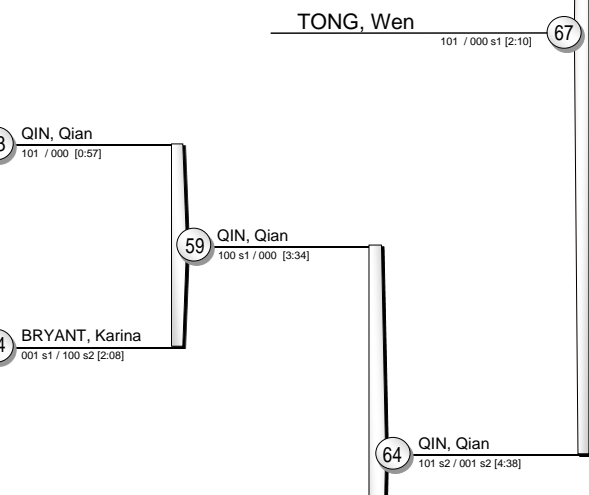 TONG, Wen
101 / 000 s1 [2:10]
67
QIN, Qian
101 / 000 [0:57]
59
QIN, Qian
100 s1 / 000 [3:34]
BRYANT, Karina
001 s1 / 100 s2 [2:08]
64
QIN, Qian
101 s2 / 001 s2 [4:38]